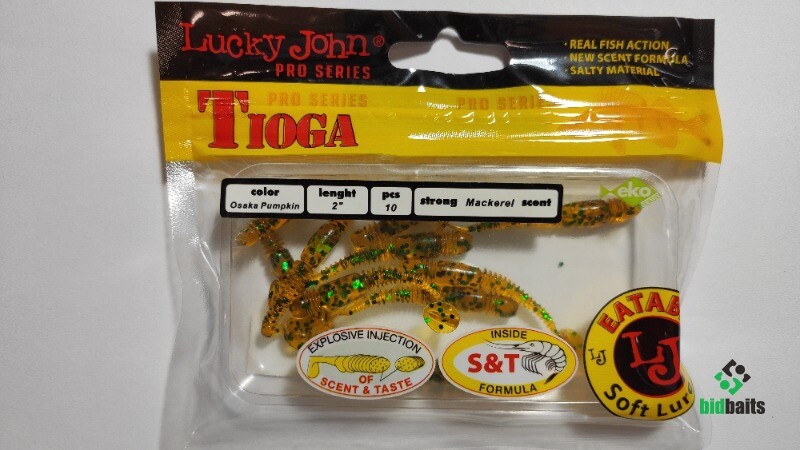 Lucky John®
PRO SERIES
· REAL FISH ACTION
· NEW SCENT FORMULA
· SALTY MATERIAL
PRO SERIES
PRO SERIES
TIOGA
color
Osaka Pumpkin
lenght
2"
pcs
10
strong Mackerel scent
eko
EXPLOSIVE INJECTION
OF
SCENT & TASTE
INSIDE
S&T
FORMULA
EATAB
LJ
LJ
Soft Lur
bidbaits